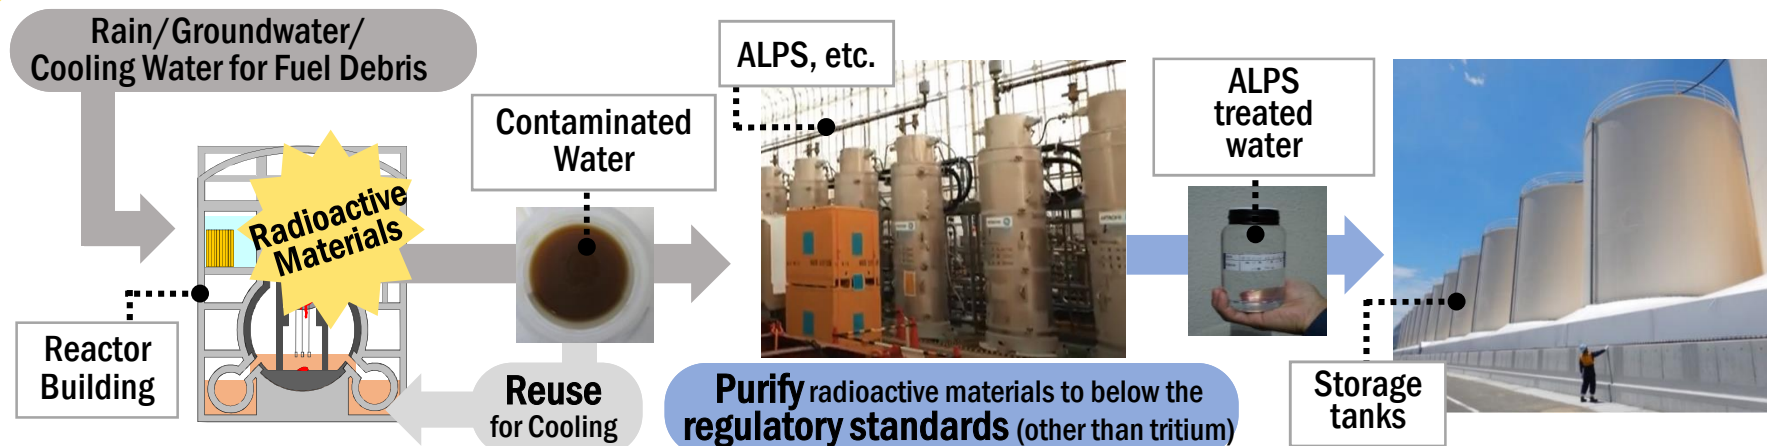 Rain/Groundwater/
Cooling Water for Fuel Debris
Radioactive
Materials
Reactor
Building
Contaminated
Water
Reuse
for Cooling
ALPS, etc.
Purify radioactive materials to below the
regulatory standards (other than tritium)
ALPS
treated
water
Storage
tanks